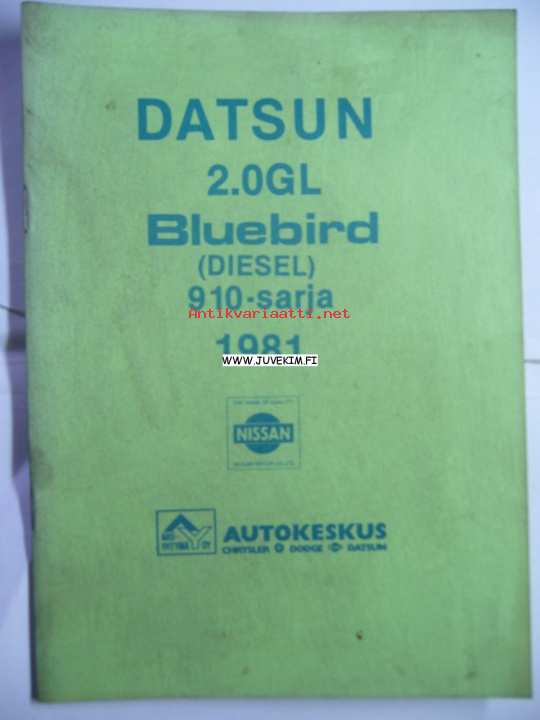 DATSUN
2.0GL
Bluebird
(DIESEL)
910-sarja
Antikvariaatti.net
1981
WWW.JUVEKIM.FI
NISSAN
AUTOKESKUS
CHRYSLER DODGE DATSUN